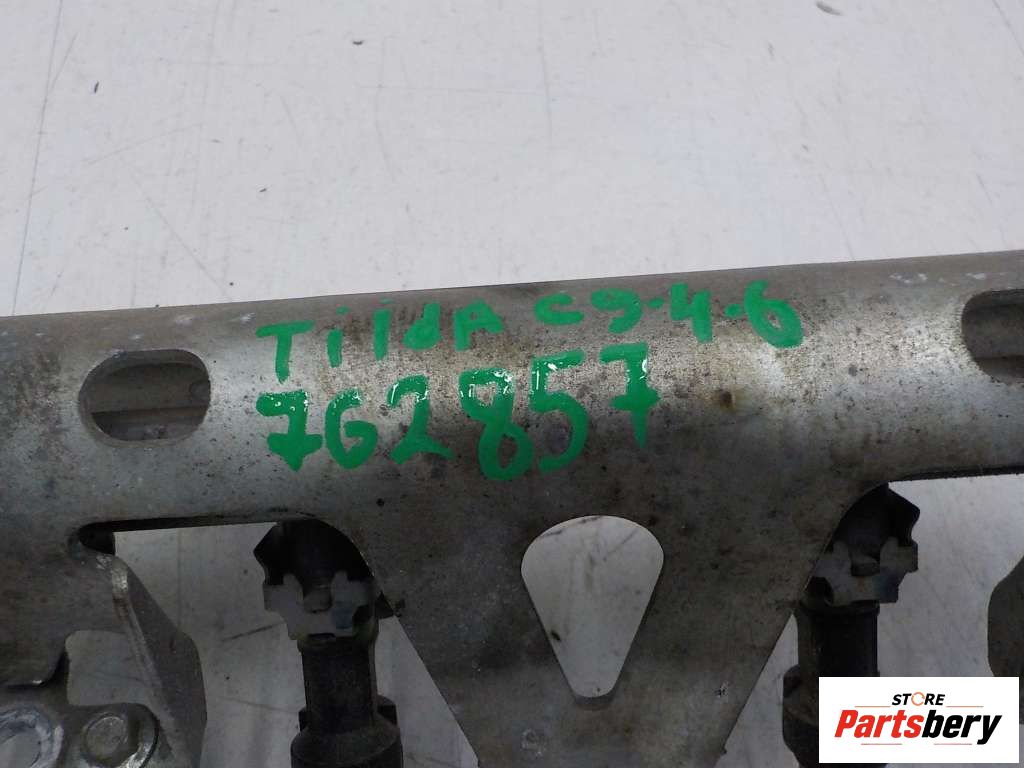 TiidA C9-4-6
762857
STORE
Partsbery